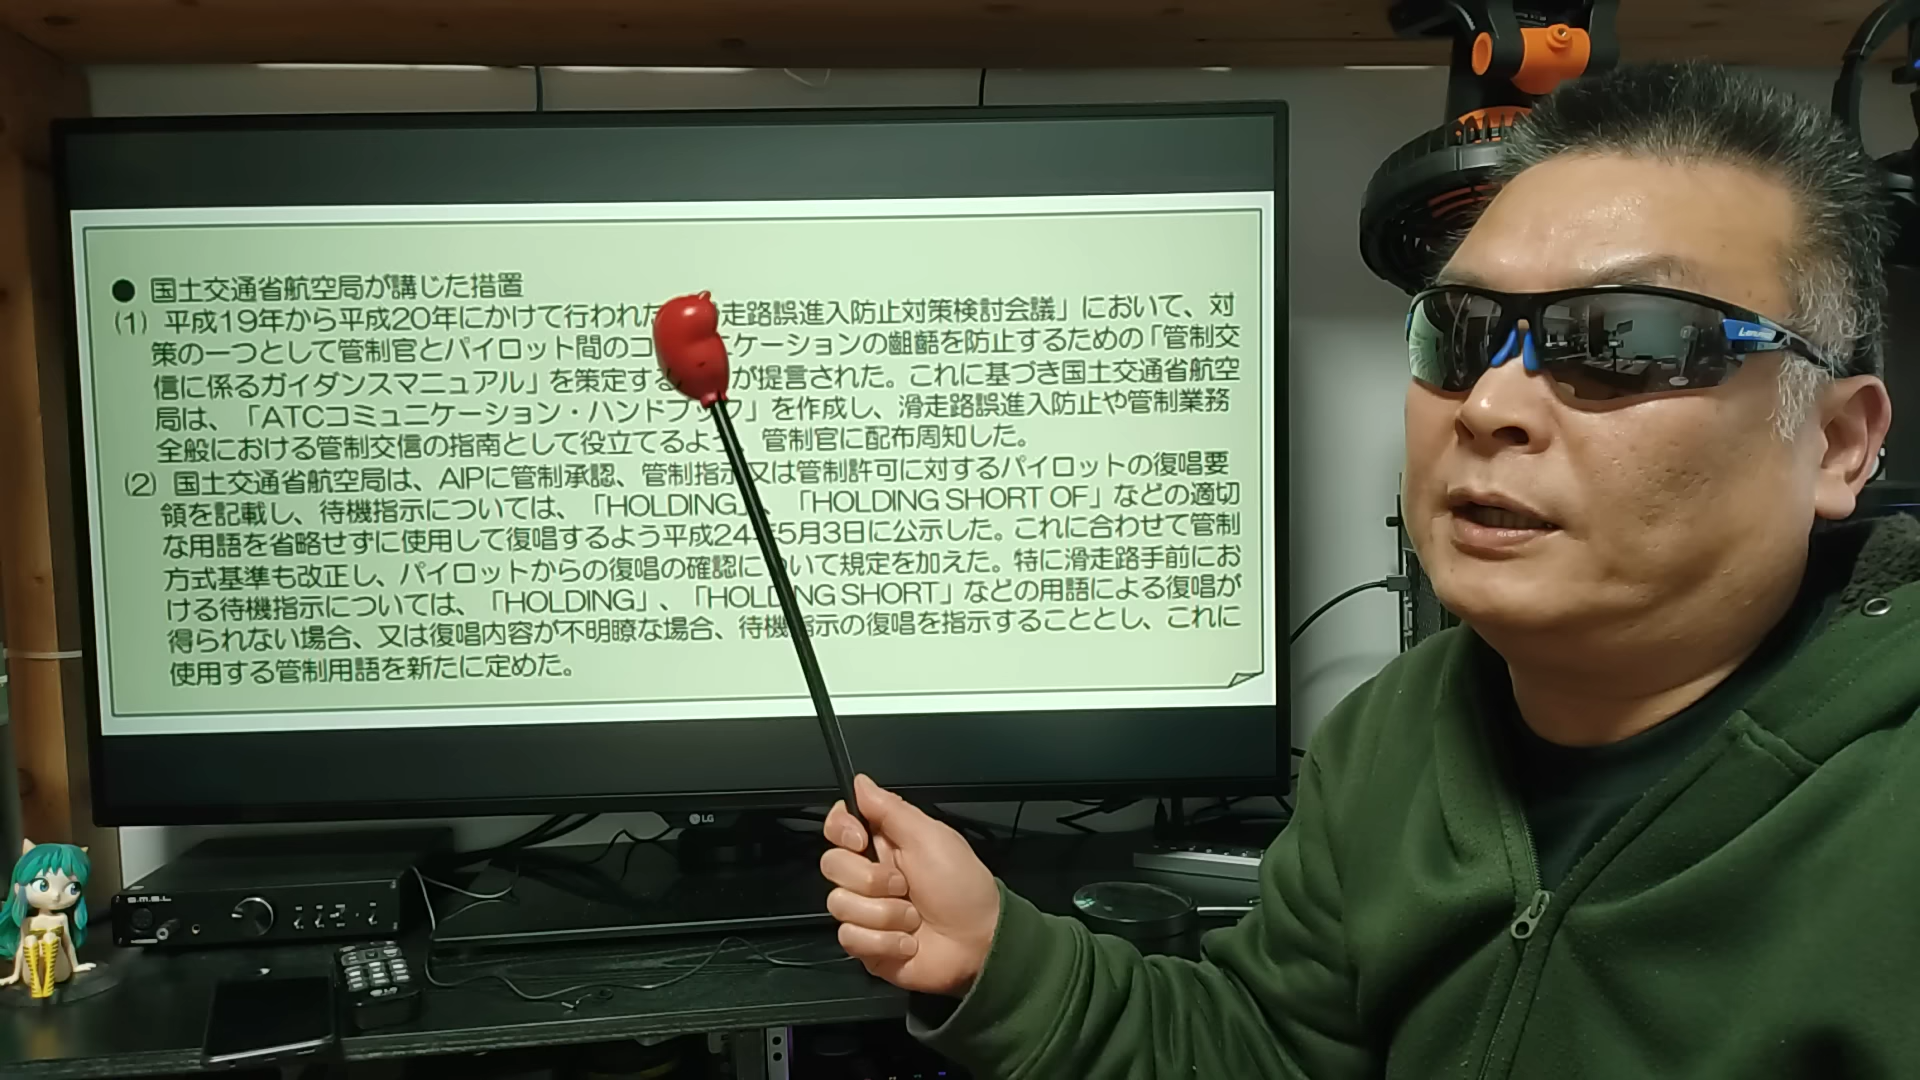 ● 国土交通省航空局が講じた措置
(1) 平成19年から平成20年にかけて行われた 走路誤進入防止対策検討会議」において、対
策の一つとして管制官とパイロット間のコ ニケーションの齟齬を防止するための「管制交
信に係るガイダンスマニュアル」を策定する が提言された。これに基づき国土交通省航空
局は、「ATCコミュニケーション・ハンドブック」を作成し、滑走路誤進入防止や管制業務
全般における管制交信の指南として役立てるよう、管制官に配布周知した。
(2) 国土交通省航空局は、AIPに管制承認、管制指示又は管制許可に対するパイロットの復唱要
領を記載し、待機指示については、「HOLDING」、「HOLDING SHORT OF」などの適切
な用語を省略せずに使用して復唱するよう平成24年5月3日に公示した。これに合わせて管制
方式基準も改正し、パイロットからの復唱の確認について規定を加えた。特に滑走路手前にお
ける待機指示については、「HOLDING」、「HOLDING SHORT」などの用語による復唱が
得られない場合、又は復唱内容が不明瞭な場合、待機指示の復唱を指示することとし、これに
使用する管制用語を新たに定めた。
LG
S.M.S.L